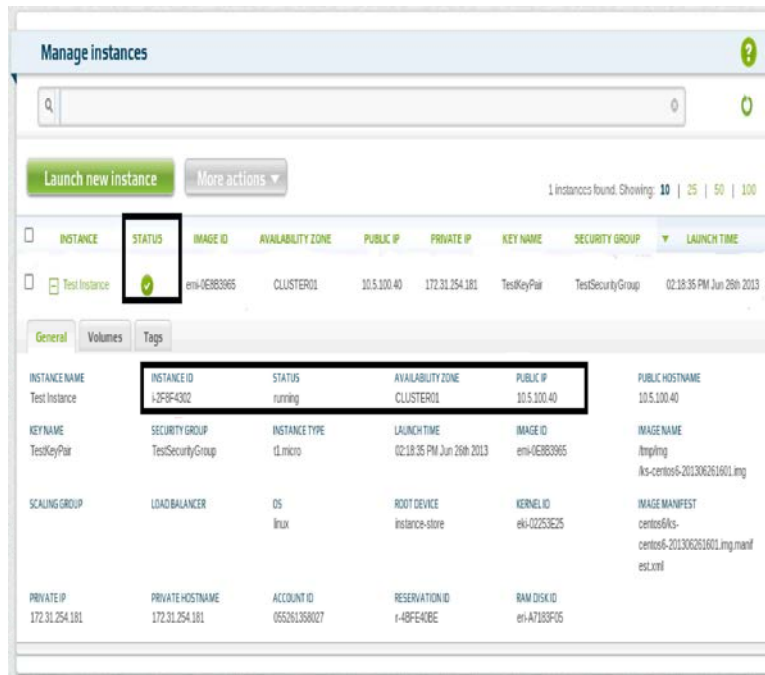 Manage instances
Launch new instance More actions
1 instances found. Showing: 10 | 25 | 50 | 100
INSTANCE STATUS IMAGE ID AVAILABILITY ZONE PUBLIC IP PRIVATE IP KEY NAME SECURITY GROUP LAUNCH TIME
Test Instance emi-0E8B3965 CLUSTER01 10.5.100.40 172.31.254.181 TestKeyPair TestSecurityGroup 02:18:35 PM Jun 26th 2013
General Volumes Tags
INSTANCE NAME INSTANCE ID STATUS AVAILABILITY ZONE PUBLIC IP PUBLIC HOSTNAME
Test Instance i-2F8F4302 running CLUSTER01 10.5.100.40 10.5.100.40
KEY NAME SECURITY GROUP INSTANCE TYPE LAUNCH TIME IMAGE ID IMAGE NAME
TestKeyPair TestSecurityGroup t1.micro 02:18:35 PM Jun 26th 2013 emi-0E8B3965 /tmp/img
/ks-centos6-201306261601.img
SCALING GROUP LOAD BALANCER OS ROOT DEVICE KERNEL ID IMAGE MANIFEST
linux instance-store eki-02253E25 centos6/ks-
centos6-201306261601.img.manif
est.xml
PRIVATE IP PRIVATE HOSTNAME ACCOUNT ID RESERVATION ID RAM DISK ID
172.31.254.181 172.31.254.181 055261358027 r-4BFE40BE eri-A7183F05